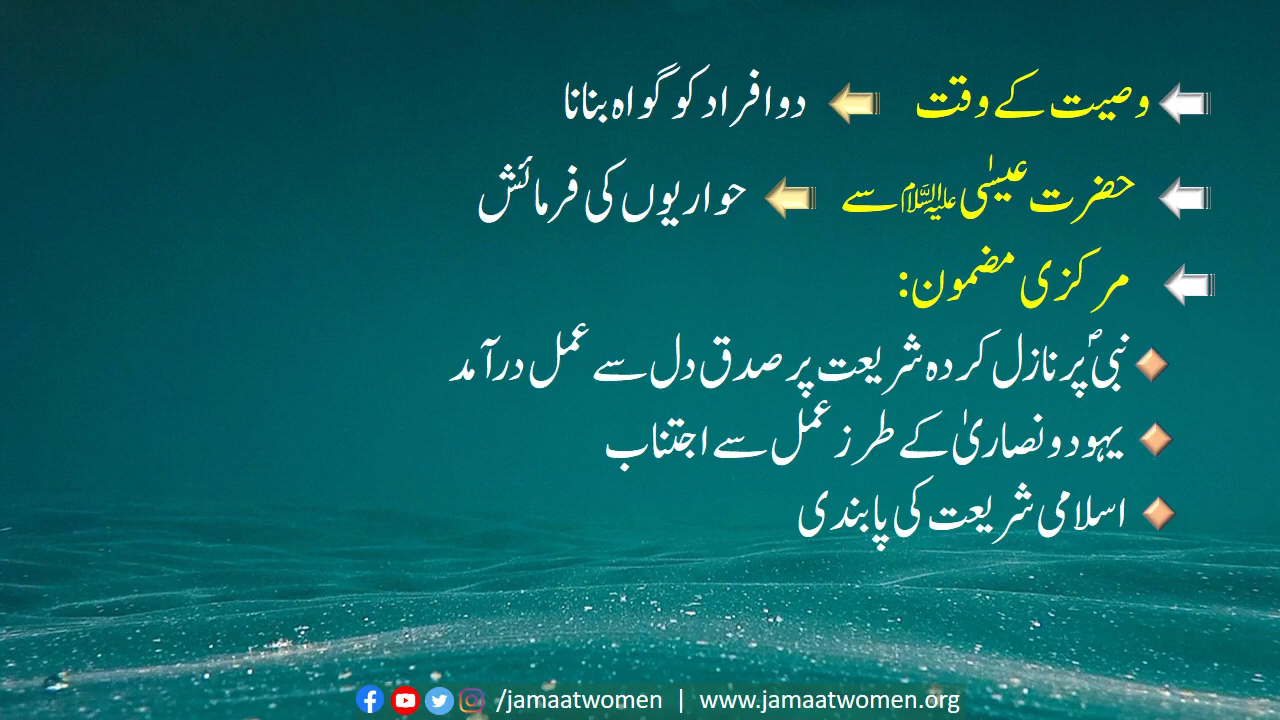 وصیت کے وقت دو افراد کو گواہ بنانا
حضرت عیسٰی علیہ السلام سے حواریوں کی فرمائش
مرکزی مضمون:
نبیؐ پر نازل کردہ شریعت پر صدق دل سے عمل درآمد
یہود و نصاریٰ کے طرز عمل سے اجتناب
اسلامی شریعت کی پابندی
/jamaatwomen | www.jamaatwomen.org